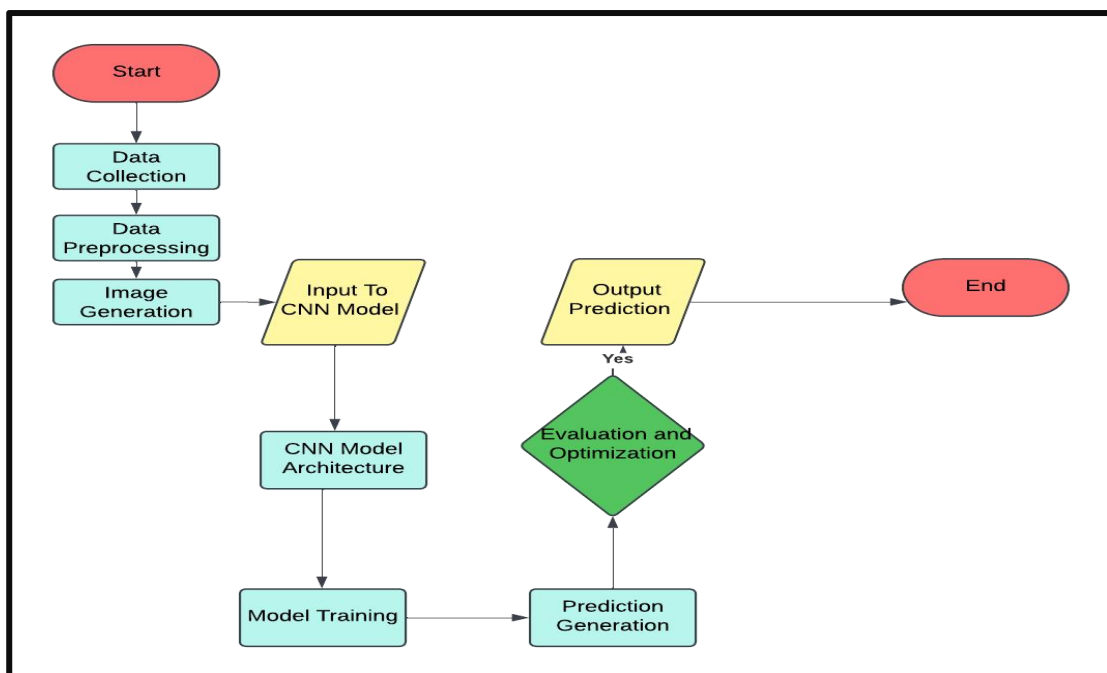 Start
Data
Collection
Data
Preprocessing
Image
Generation
Input To
CNN Model
CNN Model
Architecture
Model Training
Prediction
Generation
Evaluation and
Optimization
Yes
Output
Prediction
End